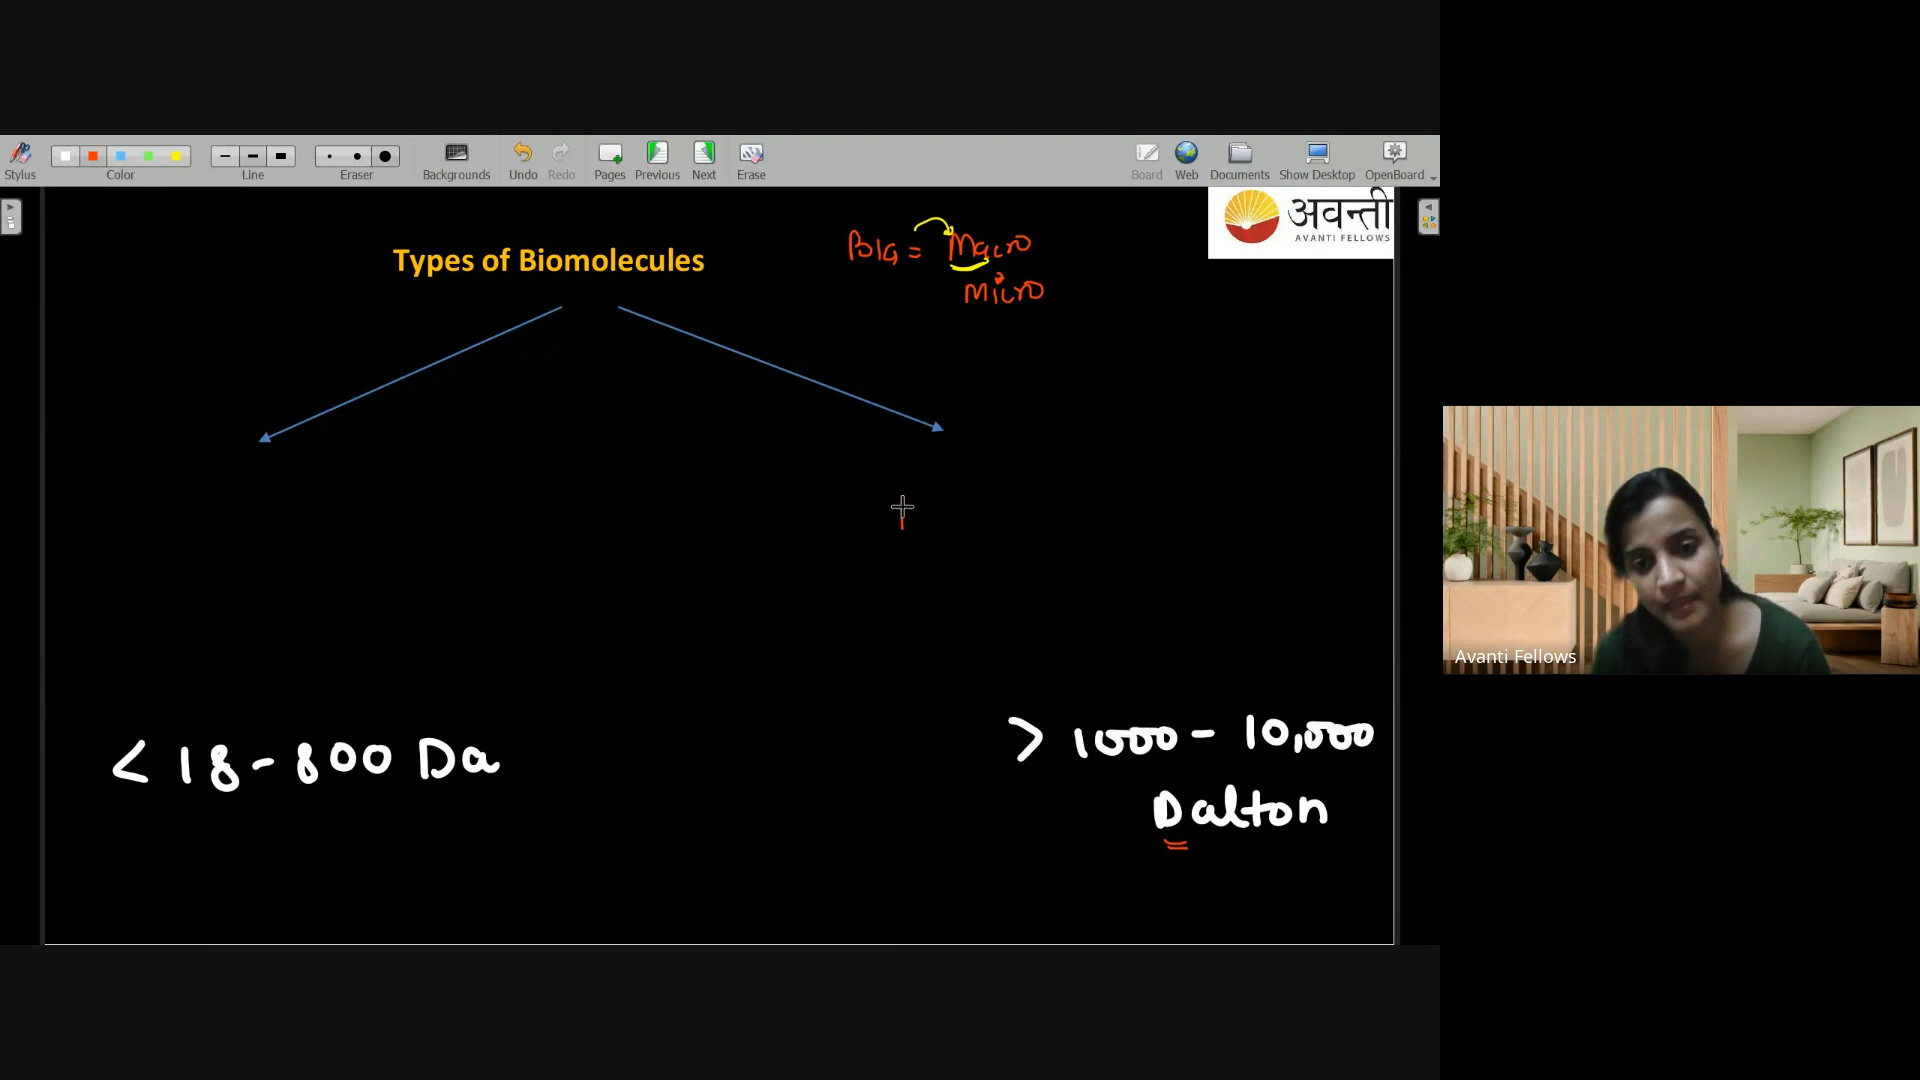 Stylus
Color
Line
Eraser
Backgrounds
Undo
Redo
Pages
Previous
Next
Erase
Board
Web
Documents
Show Desktop
OpenBoard
अवन्ती
AVANTI FELLOWS
Types of Biomolecules
BIG = Macro
Micro
< 18 - 800 Da
> 1000 - 10,000
Dalton
Avanti Fellows